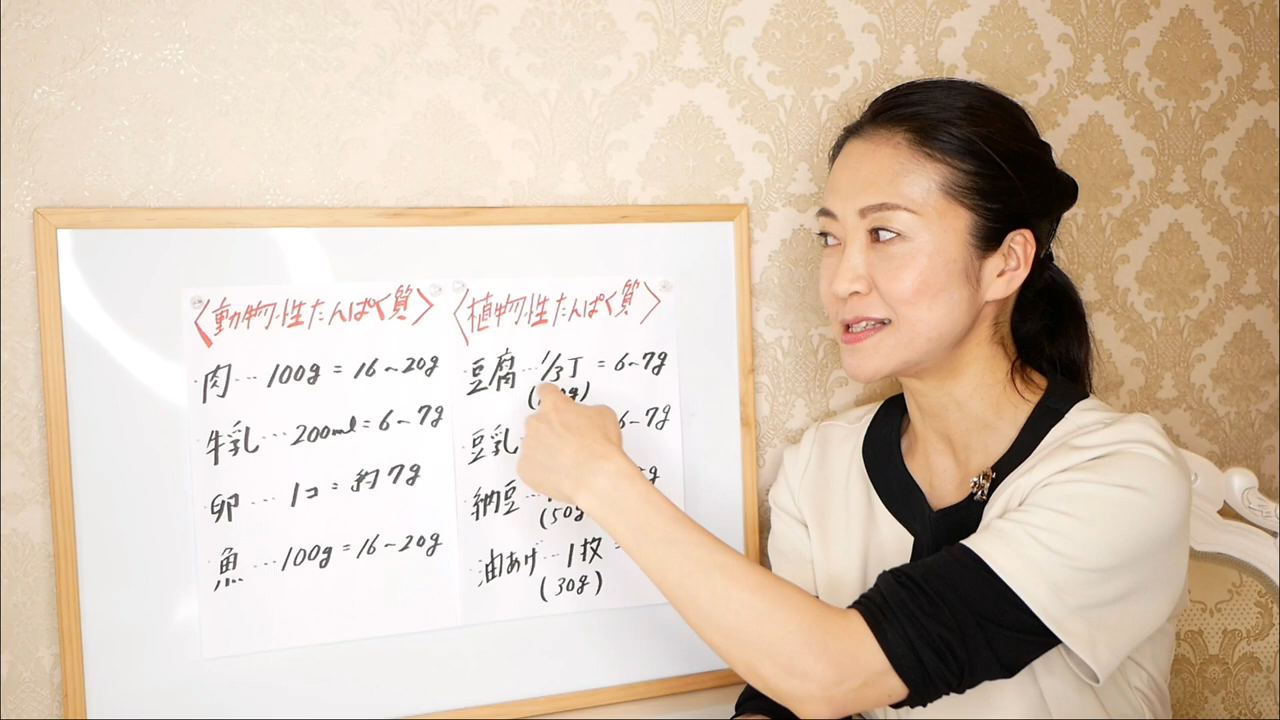 〈動物性たんぱく質〉
肉…100g=16~20g
牛乳…200ml=6~7g
卵…1コ=約7g
魚…100g=16~20g
〈植物性たんぱく質〉
豆腐…1/3丁=6~7g
豆乳 6~7g
納豆…
(50g
油あげ…1枚=
(30g)